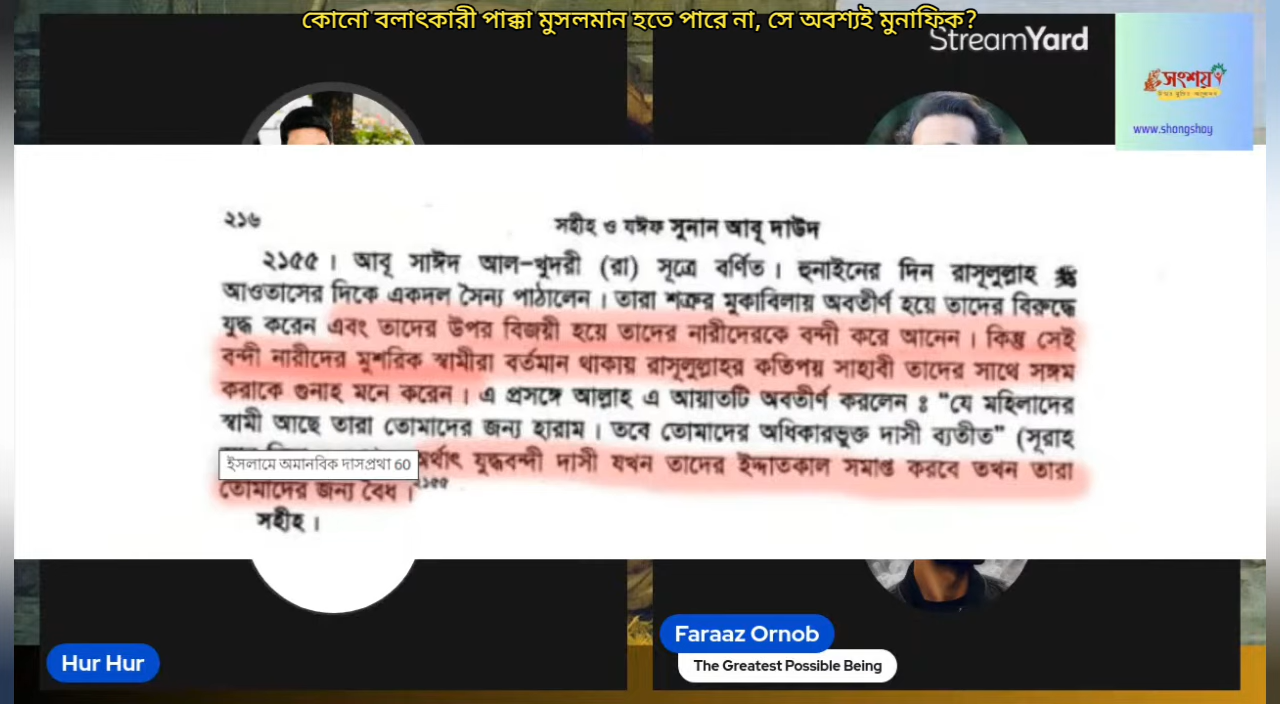 কোনো বলাৎকারী পাক্কা মুসলমান হতে পারে না, সে অবশ্যই মুনাফিক?
StreamYard
সংশয়
www.shongshoy
২১৬
সহীহ ও যঈফ সুনান আবূ দাউদ
২১৫৫। আবূ সাঈদ আল-খুদরী (রা) সূত্রে বর্ণিত। হুনাইনের দিন রাসূলুল্লাহ ﷺ
আওতাসের দিকে একদল সৈন্য পাঠালেন। তারা শত্রুর মুকাবিলায় অবতীর্ণ হয়ে তাদের বিরুদ্ধে
যুদ্ধ করেন এবং তাদের উপর বিজয়ী হয়ে তাদের নারীদেরকে বন্দী করে আনেন। কিন্তু সেই
বন্দী নারীদের মুশরিক স্বামীরা বর্তমান থাকায় রাসূলুল্লাহর কতিপয় সাহাবী তাদের সাথে সঙ্গম
করাকে গুনাহ মনে করেন। এ প্রসঙ্গে আল্লাহ এ আয়াতটি অবতীর্ণ করলেন ঃ "যে মহিলাদের
স্বামী আছে তারা তোমাদের জন্য হারাম। তবে তোমাদের অধিকারভুক্ত দাসী ব্যতীত" (সূরাহ
অর্থাৎ যুদ্ধবন্দী দাসী যখন তাদের ইদ্দাতকাল সমাপ্ত করবে তখন তারা
ইসলামে অমানবিক দাসপ্রথা 60
তোমাদের জন্য বৈধ।২১৫৫
সহীহ।
Hur Hur
Faraaz Ornob
The Greatest Possible Being